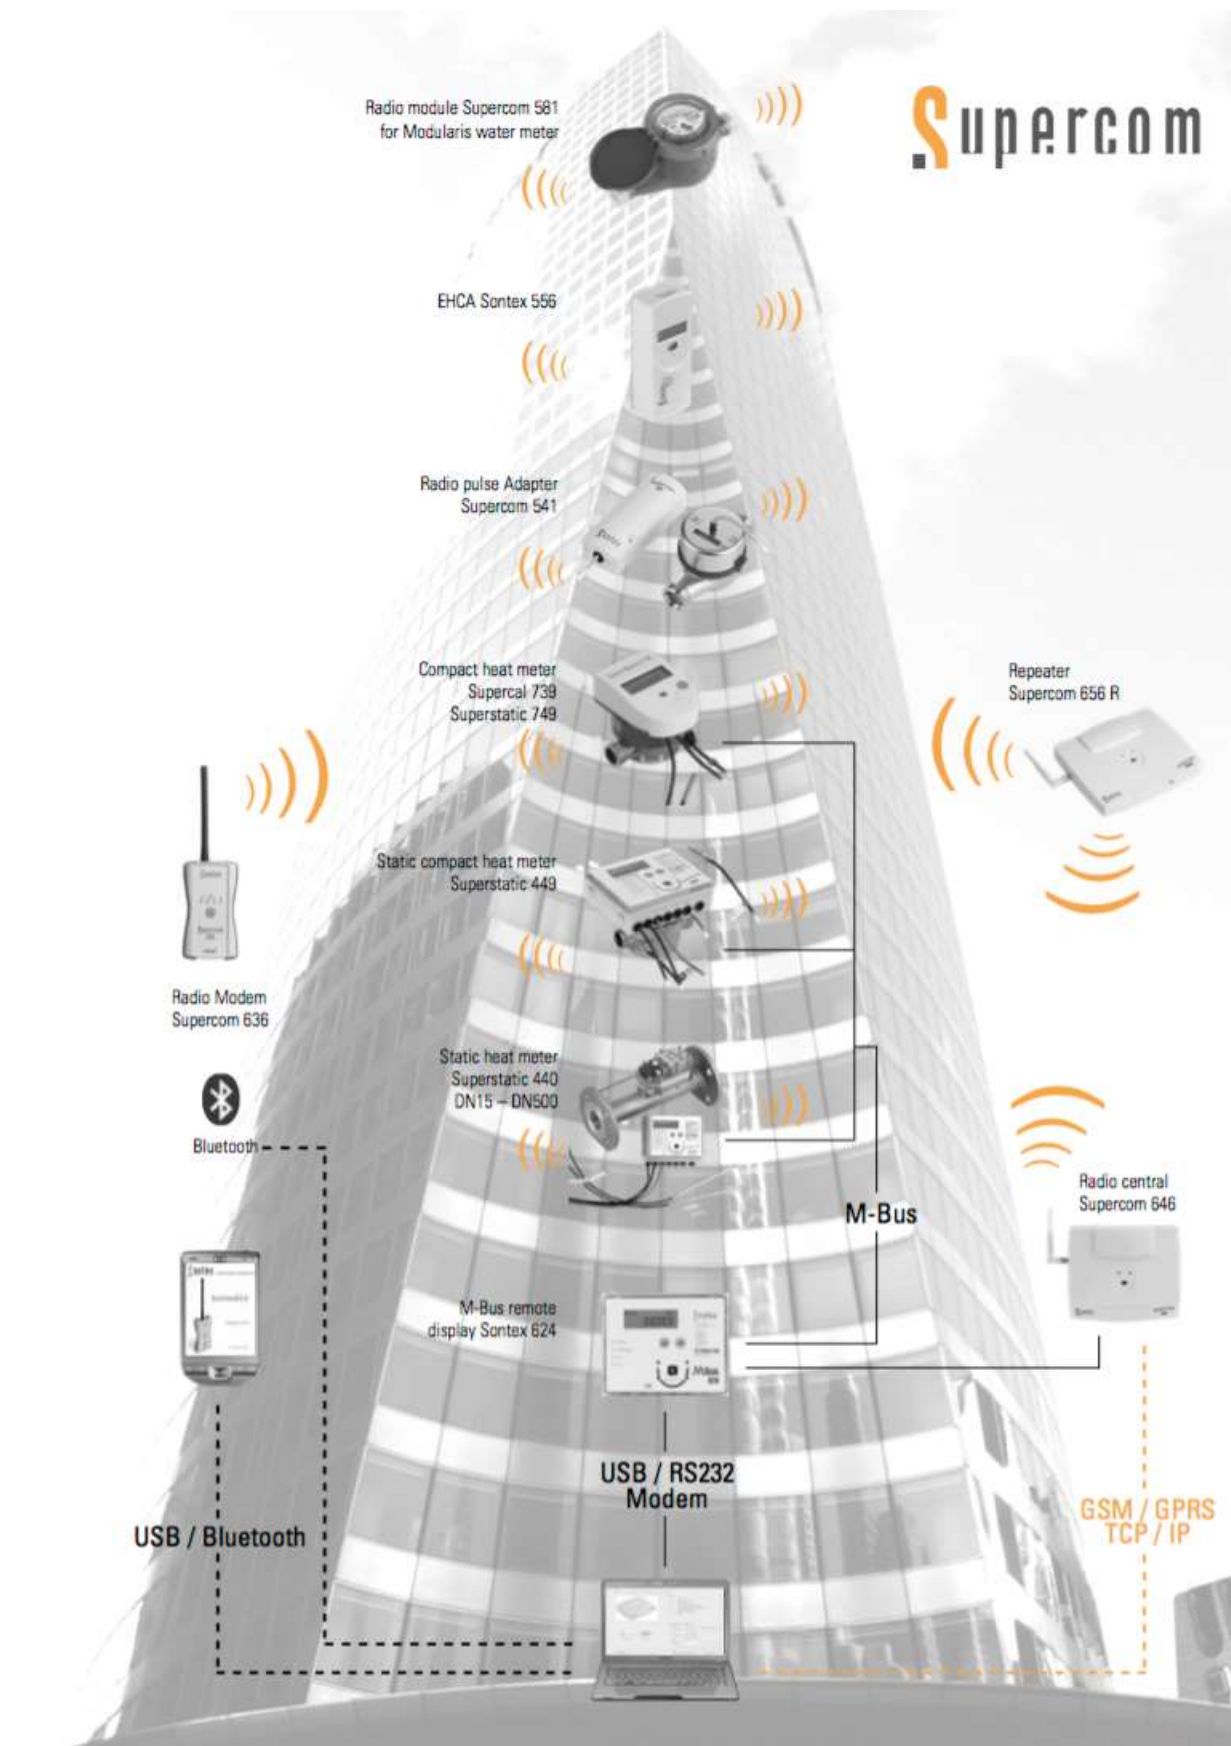 Supercom
Radio module Supercom 581
for Modularis water meter
EHCA Sontex 556
Radio pulse Adapter
Supercom 541
Compact heat meter
Supercal 739
Superstatic 749
Repeater
Supercom 656 R
Static compact heat meter
Superstatic 449
Radio Modem
Supercom 636
Static heat meter
Superstatic 440
DN15 – DN500
Bluetooth
Radio central
Supercom 646
M-Bus
M-Bus remote
display Sontex 624
USB / RS232
Modem
GSM / GPRS
TCP / IP
USB / Bluetooth